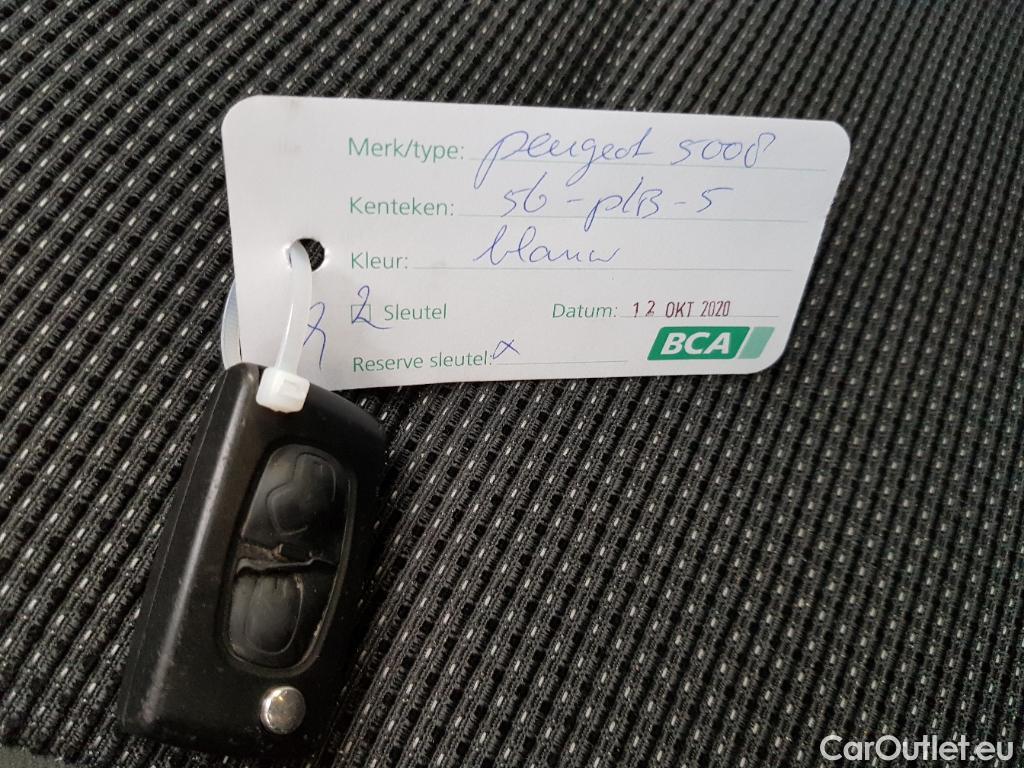 Merk/type: peugeot 5008
Kenteken: 56-plB-5
Kleur: blauw
2 Sleutel Datum: 12 OKT 2020
Reserve sleutel:
BCA
CarOutlet.eu